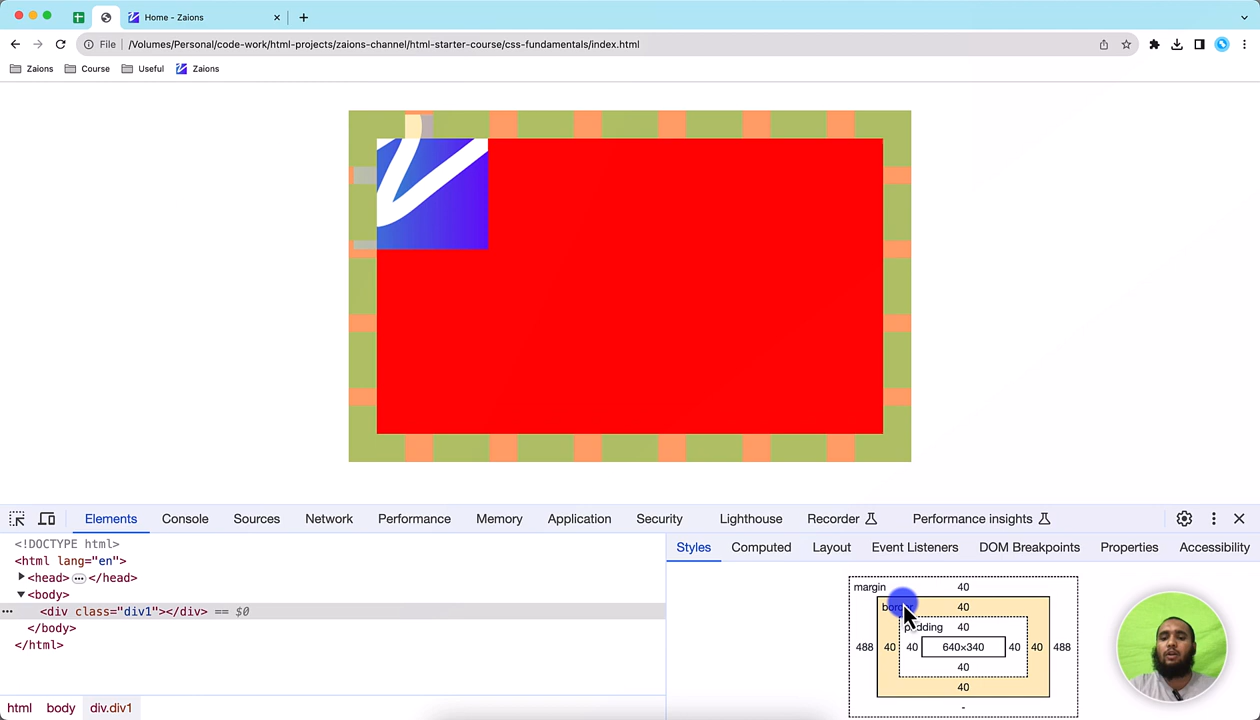 Home - Zaions
File
/Volumes/Personal/code-work/html-projects/zaions-channel/html-starter-course/css-fundamentals/index.html
Zaions Course Useful Zaions
Elements Console Sources Network Performance Memory Application Security Lighthouse Recorder Performance insights
<!DOCTYPE html>
<html lang="en">
<head> ••• </head>
<body>
••• <div class="div1"></div> == $0
</body>
</html>
html body div.div1
Styles Computed Layout Event Listeners DOM Breakpoints Properties Accessibility
margin 40
border 40
padding 40
488 40 40 640×340 40 40 488
40
40
-